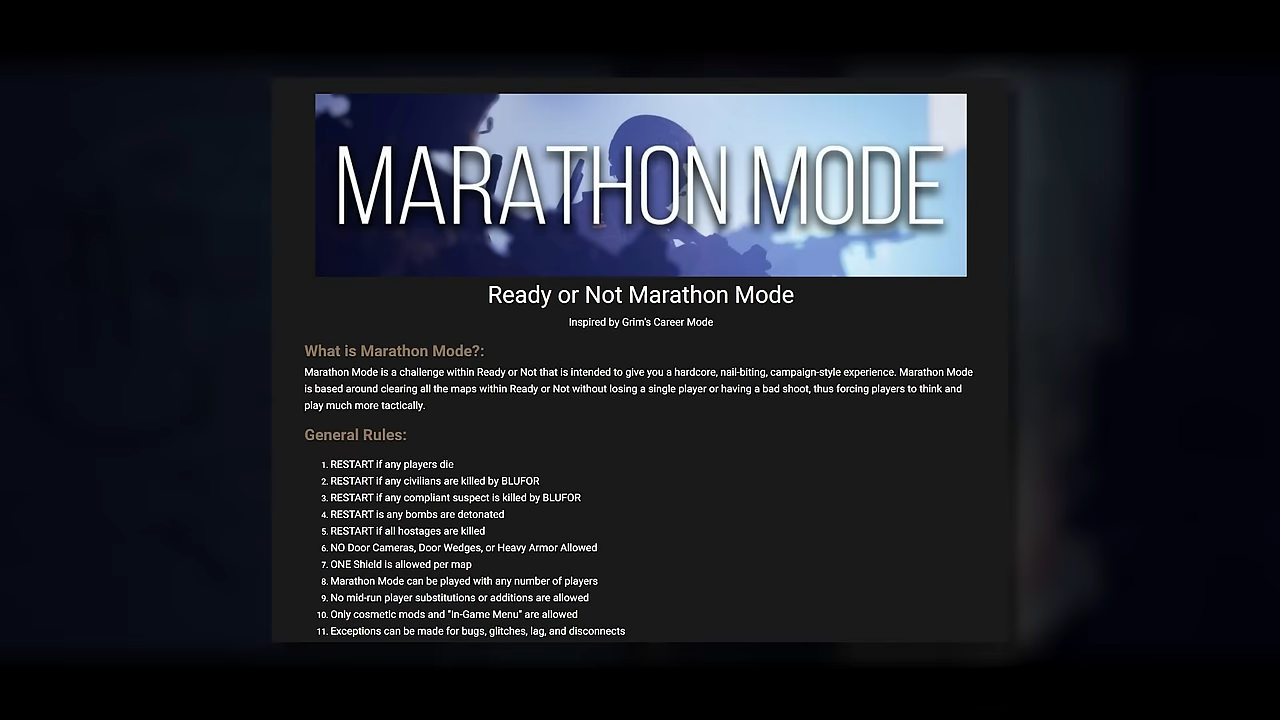 MARATHON MODE
Ready or Not Marathon Mode
Inspired by Grim's Career Mode
What is Marathon Mode?:
Marathon Mode is a challenge within Ready or Not that is intended to give you a hardcore, nail-biting, campaign-style experience. Marathon Mode
is based around clearing all the maps within Ready or Not without losing a single player or having a bad shoot, thus forcing players to think and
play much more tactically.
General Rules:
1. RESTART if any players die
2. RESTART if any civilians are killed by BLUFOR
3. RESTART if any compliant suspect is killed by BLUFOR
4. RESTART is any bombs are detonated
5. RESTART if all hostages are killed
6. NO Door Cameras, Door Wedges, or Heavy Armor Allowed
7. ONE Shield is allowed per map
8. Marathon Mode can be played with any number of players
9. No mid-run player substitutions or additions are allowed
10. Only cosmetic mods and "In-Game Menu" are allowed
11. Exceptions can be made for bugs, glitches, lag, and disconnects